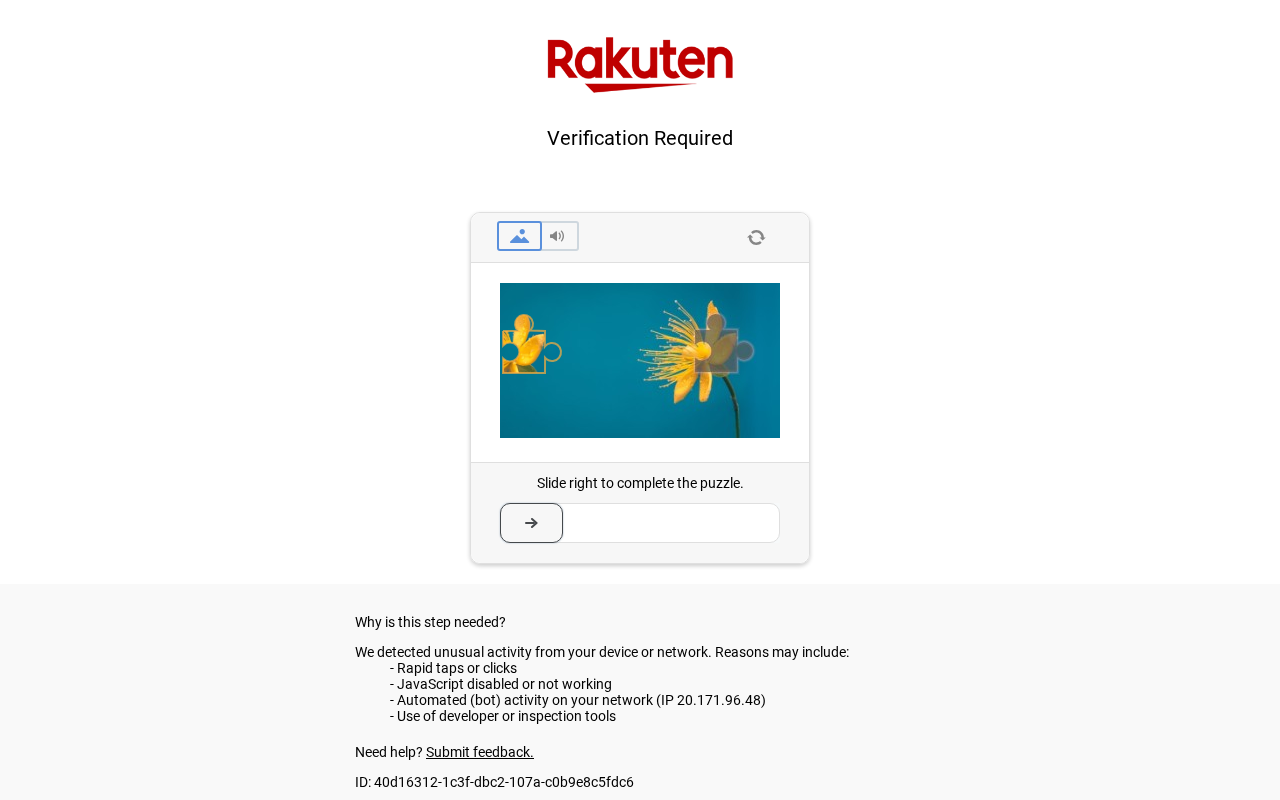 Rakuten
Verification Required
Slide right to complete the puzzle.
Why is this step needed?
We detected unusual activity from your device or network. Reasons may include:
- Rapid taps or clicks
- JavaScript disabled or not working
- Automated (bot) activity on your network (IP 20.171.96.48)
- Use of developer or inspection tools
Need help? Submit feedback.
ID: 40d16312-1c3f-dbc2-107a-c0b9e8c5fdc6